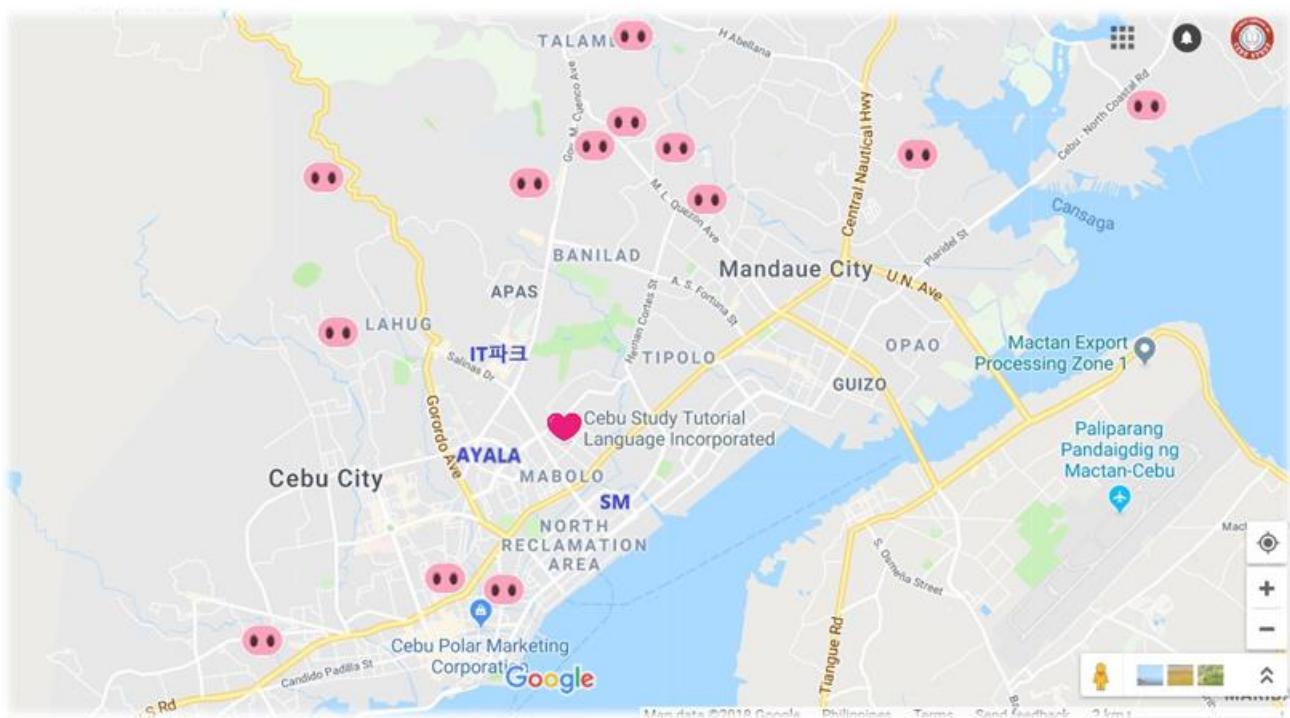 TALAM
H Abellana
Gov. M. Cuenco Ave
Cebu - North Coastal Rd
Central Nautical Hwy
M. L. Quezon Ave
Cansaga
Plaridel St
BANILAD
Mandaue City
U.N. Ave
APAS
A. S. Fortuna St
Hernan Cortes St
LAHUG
IT파크
Salinas Dr
TIPOLO
OPAO
Mactan Export
Processing Zone 1
GUIZO
Gorordo Ave
Cebu Study Tutorial
Language Incorporated
Paliparang
Pandaigdig ng
Mactan-Cebu
AYALA
Cebu City
MABOLO
SM
NORTH
RECLAMATION
AREA
Mact
S. Osmeña Street
Cebu Polar Marketing
Corporation
Candido Padilla St
Tiangue Rd
Google
S Rd
Map data ©2018 Google Philippines Terms Send feedback 2 km